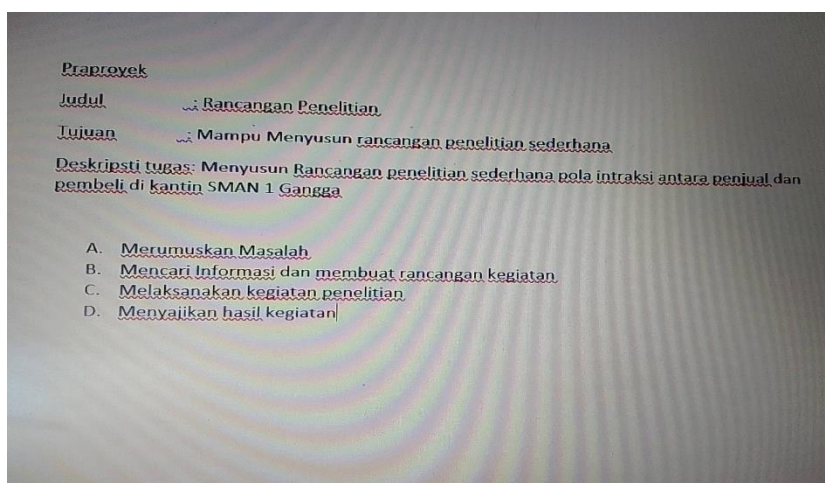 Praproyek
Judul : Rancangan Penelitian
Tujuan : Mampu Menyusun rancangan penelitian sederhana
Deskripsti tugas: Menyusun Rancangan penelitian sederhana pola intraksi antara penjual dan
pembeli di kantin SMAN 1 Gangga
A. Merumuskan Masalah
B. Mencari Informasi dan membuat rancangan kegiatan
C. Melaksanakan kegiatan penelitian
D. Menyajikan hasil kegiatan